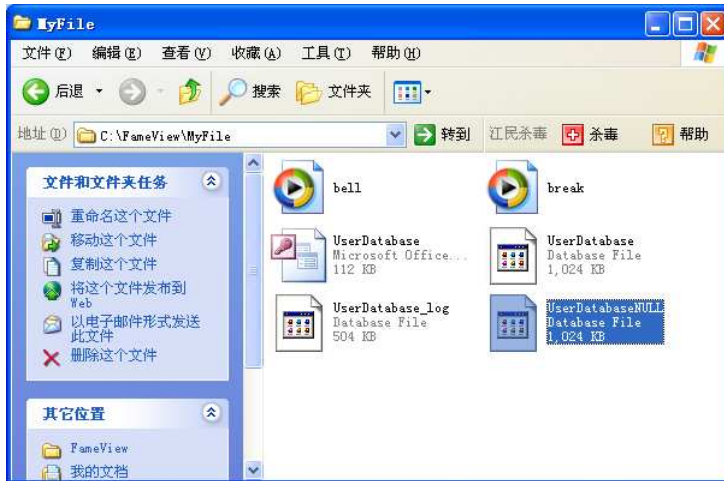 MyFile
文件(F) 编辑(E) 查看(V) 收藏(A) 工具(T) 帮助(H)
后退 搜索 文件夹
地址(D) C:\FameView\MyFile 转到 江民杀毒 杀毒 帮助
文件和文件夹任务
重命名这个文件
移动这个文件
复制这个文件
将这个文件发布到
Web
以电子邮件形式发送
此文件
删除这个文件
其它位置
FameView
我的文档
bell
break
UserDatabase
Microsoft Office...
112 KB
UserDatabase
Database File
1,024 KB
UserDatabase_log
Database File
504 KB
UserDatabaseNULL
Database File
1,024 KB